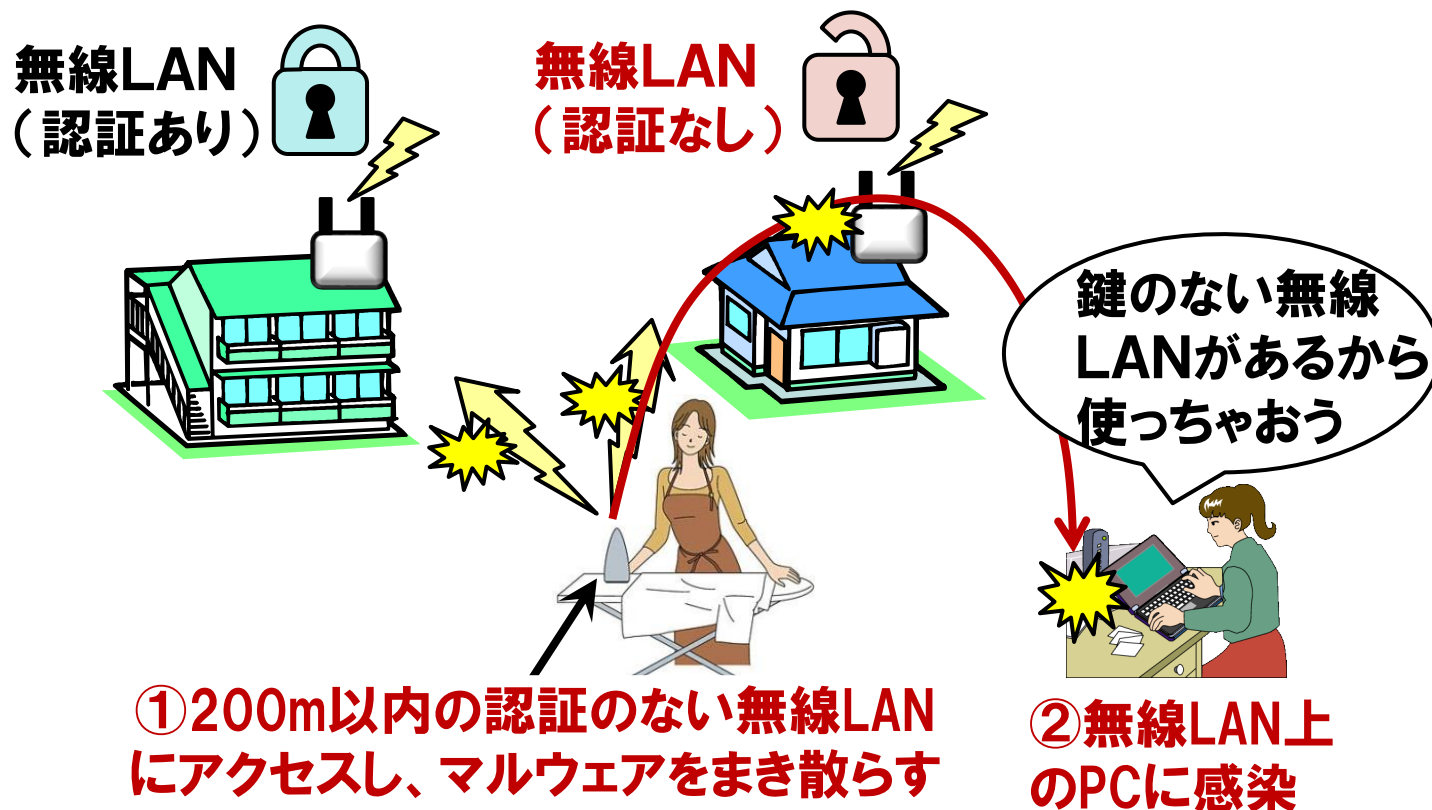 無線LAN
（認証あり）
無線LAN
（認証なし）
鍵のない無線
LANがあるから
使っちゃおう
①200m以内の認証のない無線LAN
にアクセスし、マルウェアをまき散らす
②無線LAN上
のPCに感染